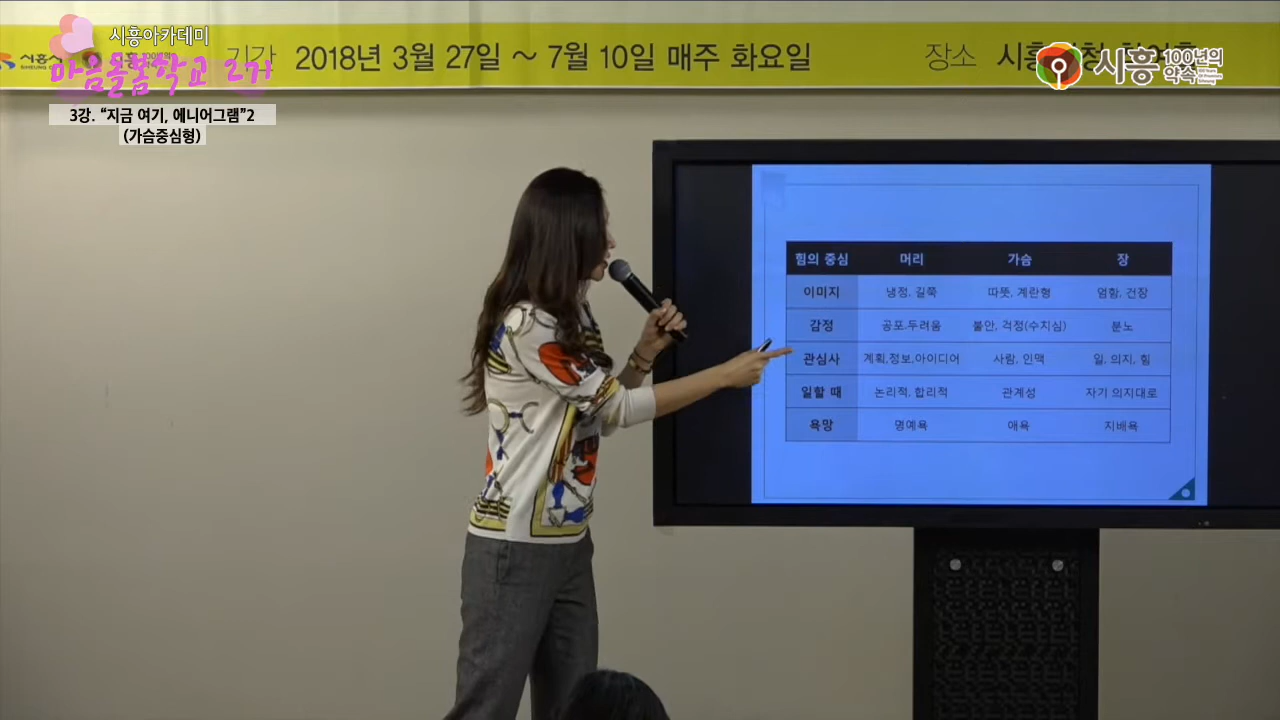 시흥아카데미
마음돌봄학교 2기
3강. “지금 여기, 에니어그램”2
(가슴중심형)
시흥시
기간 2018년 3월 27일 ~ 7월 10일 매주 화요일
장소
시흥 100년의 약속
힘의 중심 머리 가슴 장
이미지 냉정, 길쭉 따뜻, 계란형 엄함, 건장
감정 공포.두려움 불안, 걱정(수치심) 분노
관심사 계획,정보,아이디어 사람, 인맥 일, 의지, 힘
일할 때 논리적, 합리적 관계성 자기 의지대로
욕망 명예욕 애욕 지배욕